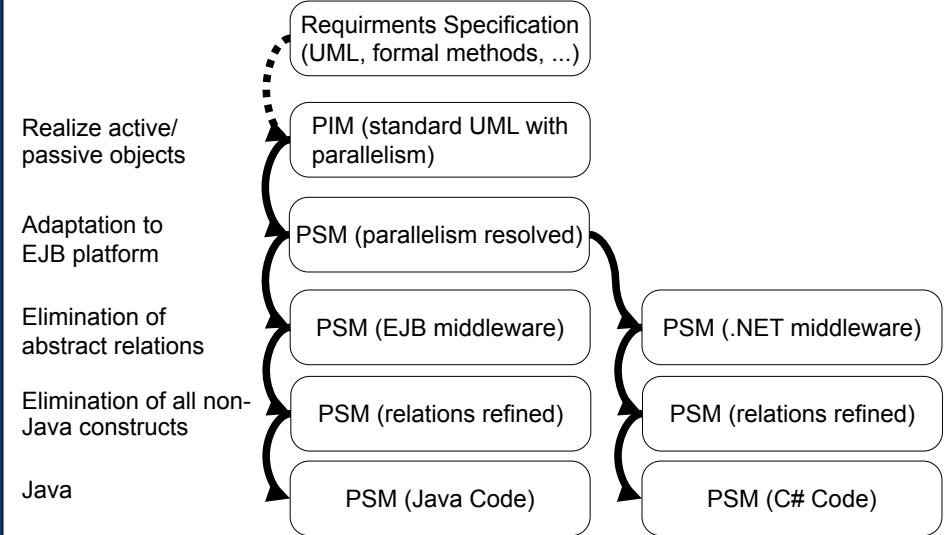 Requirments Specification
(UML, formal methods, ...)
Realize active/
passive objects
PIM (standard UML with
parallelism)
Adaptation to
EJB platform
PSM (parallelism resolved)
Elimination of
abstract relations
PSM (EJB middleware)
PSM (.NET middleware)
Elimination of all non-
Java constructs
PSM (relations refined)
PSM (relations refined)
Java
PSM (Java Code)
PSM (C# Code)